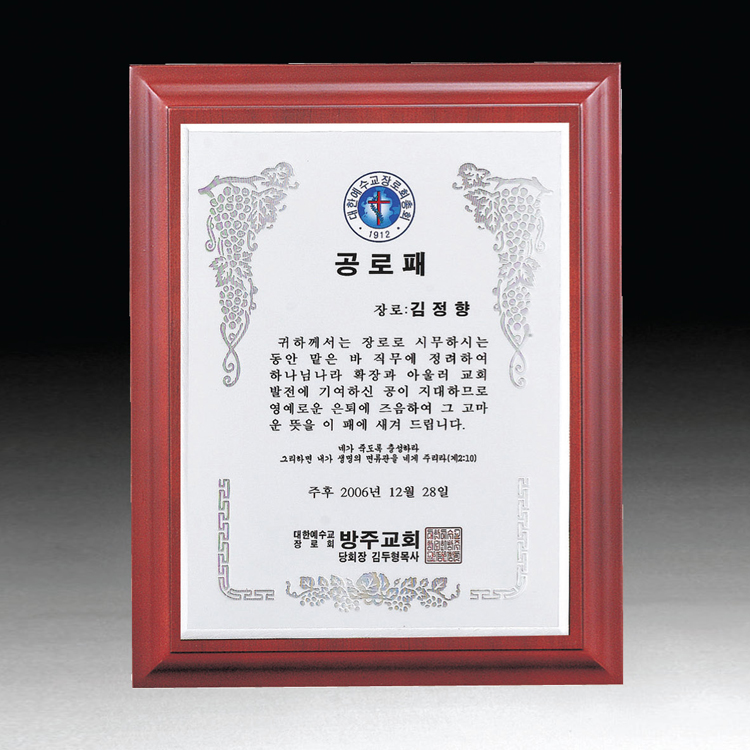 대한예수교장로회총회
· 1912 ·
공로패
장로:김정향
귀하께서는 장로로 시무하시는
동안 맡은 바 직무에 정려하여
하나님나라 확장과 아울러 교회
발전에 기여하신 공이 지대하므로
영예로운 은퇴에 즈음하여 그 고마
운 뜻을 이 패에 새겨 드립니다.
네가 죽도록 충성하라
그리하면 내가 생명의 면류관을 네게 주리라(계2:10)
주후 2006년 12월 28일
대한예수교
장로회 방주교회
당회장 김두형목사